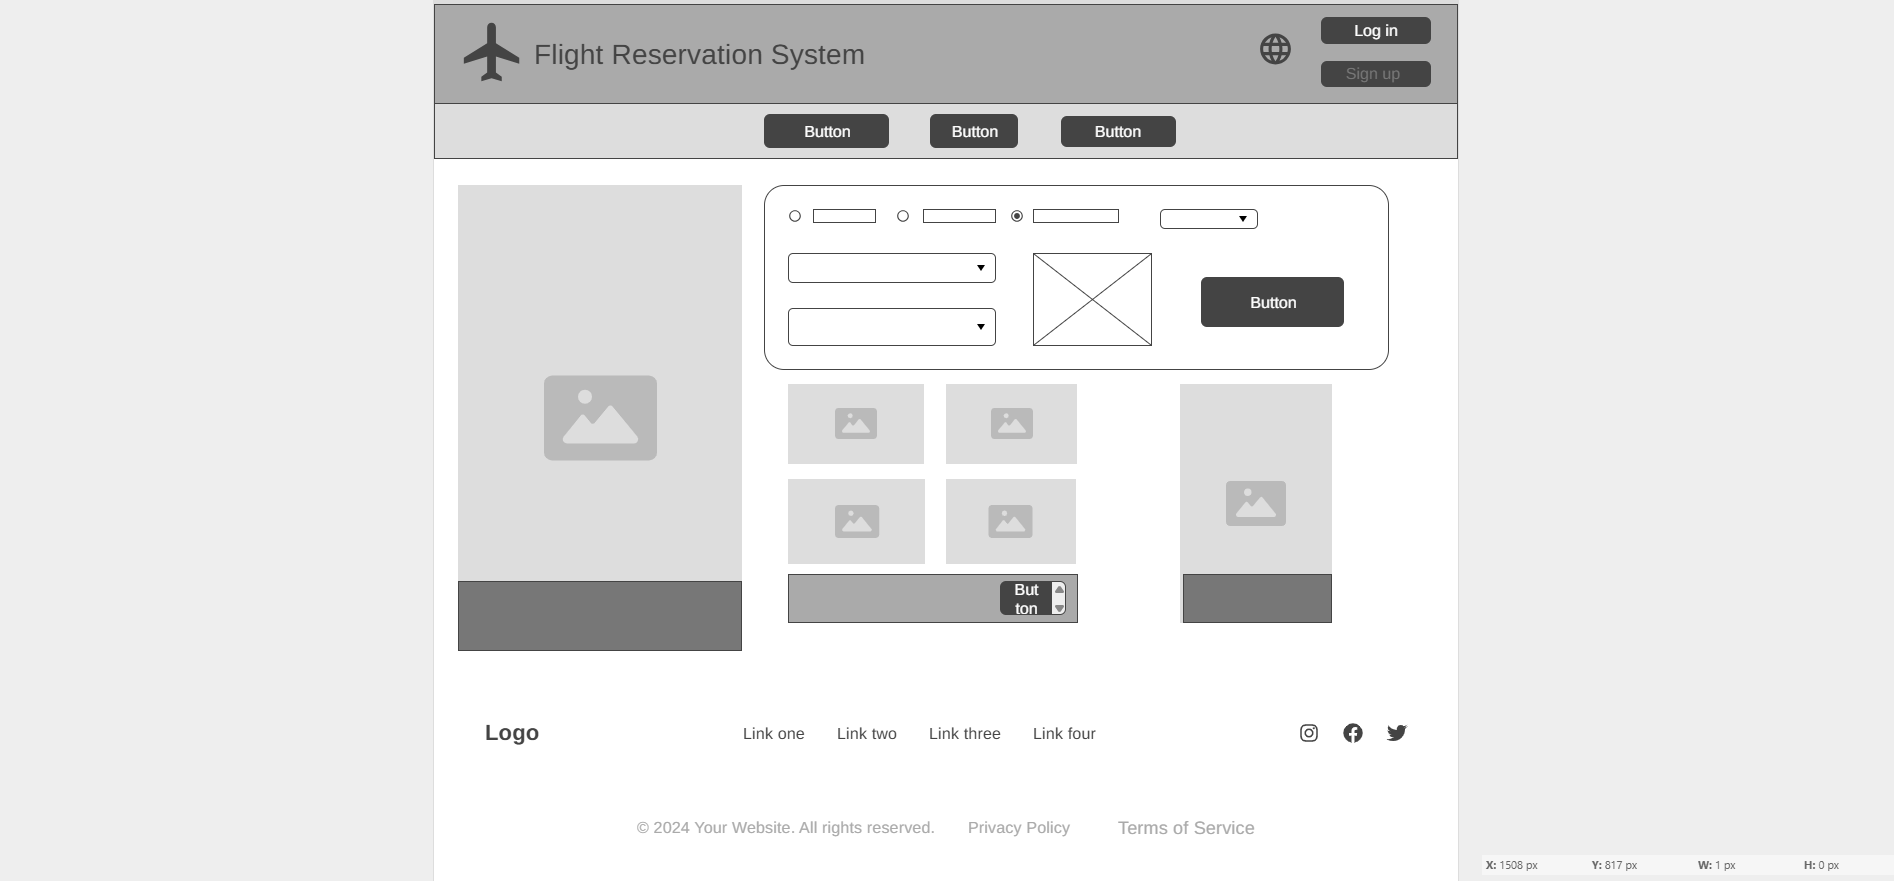 Flight Reservation System
Log in
Sign up
Button
Button
Button
Button
But
ton
Logo
Link one
Link two
Link three
Link four
© 2024 Your Website. All rights reserved.
Privacy Policy
Terms of Service
X: 1508 px
Y: 817 px
W: 1 px
H: 0 px